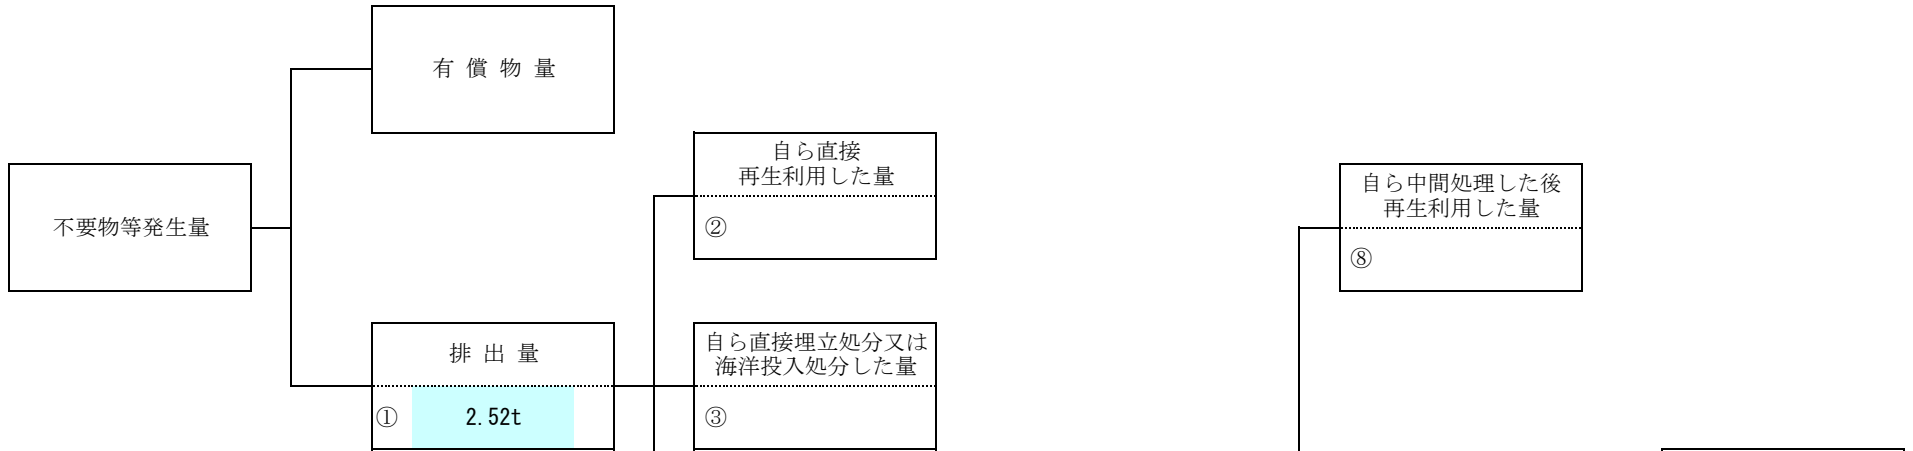 有 償 物 量
自ら直接
再生利用した量
②
自ら中間処理した後
再生利用した量
⑧
不要物等発生量
排 出 量
① 2.52t
自ら直接埋立処分又は
海洋投入処分した量
③